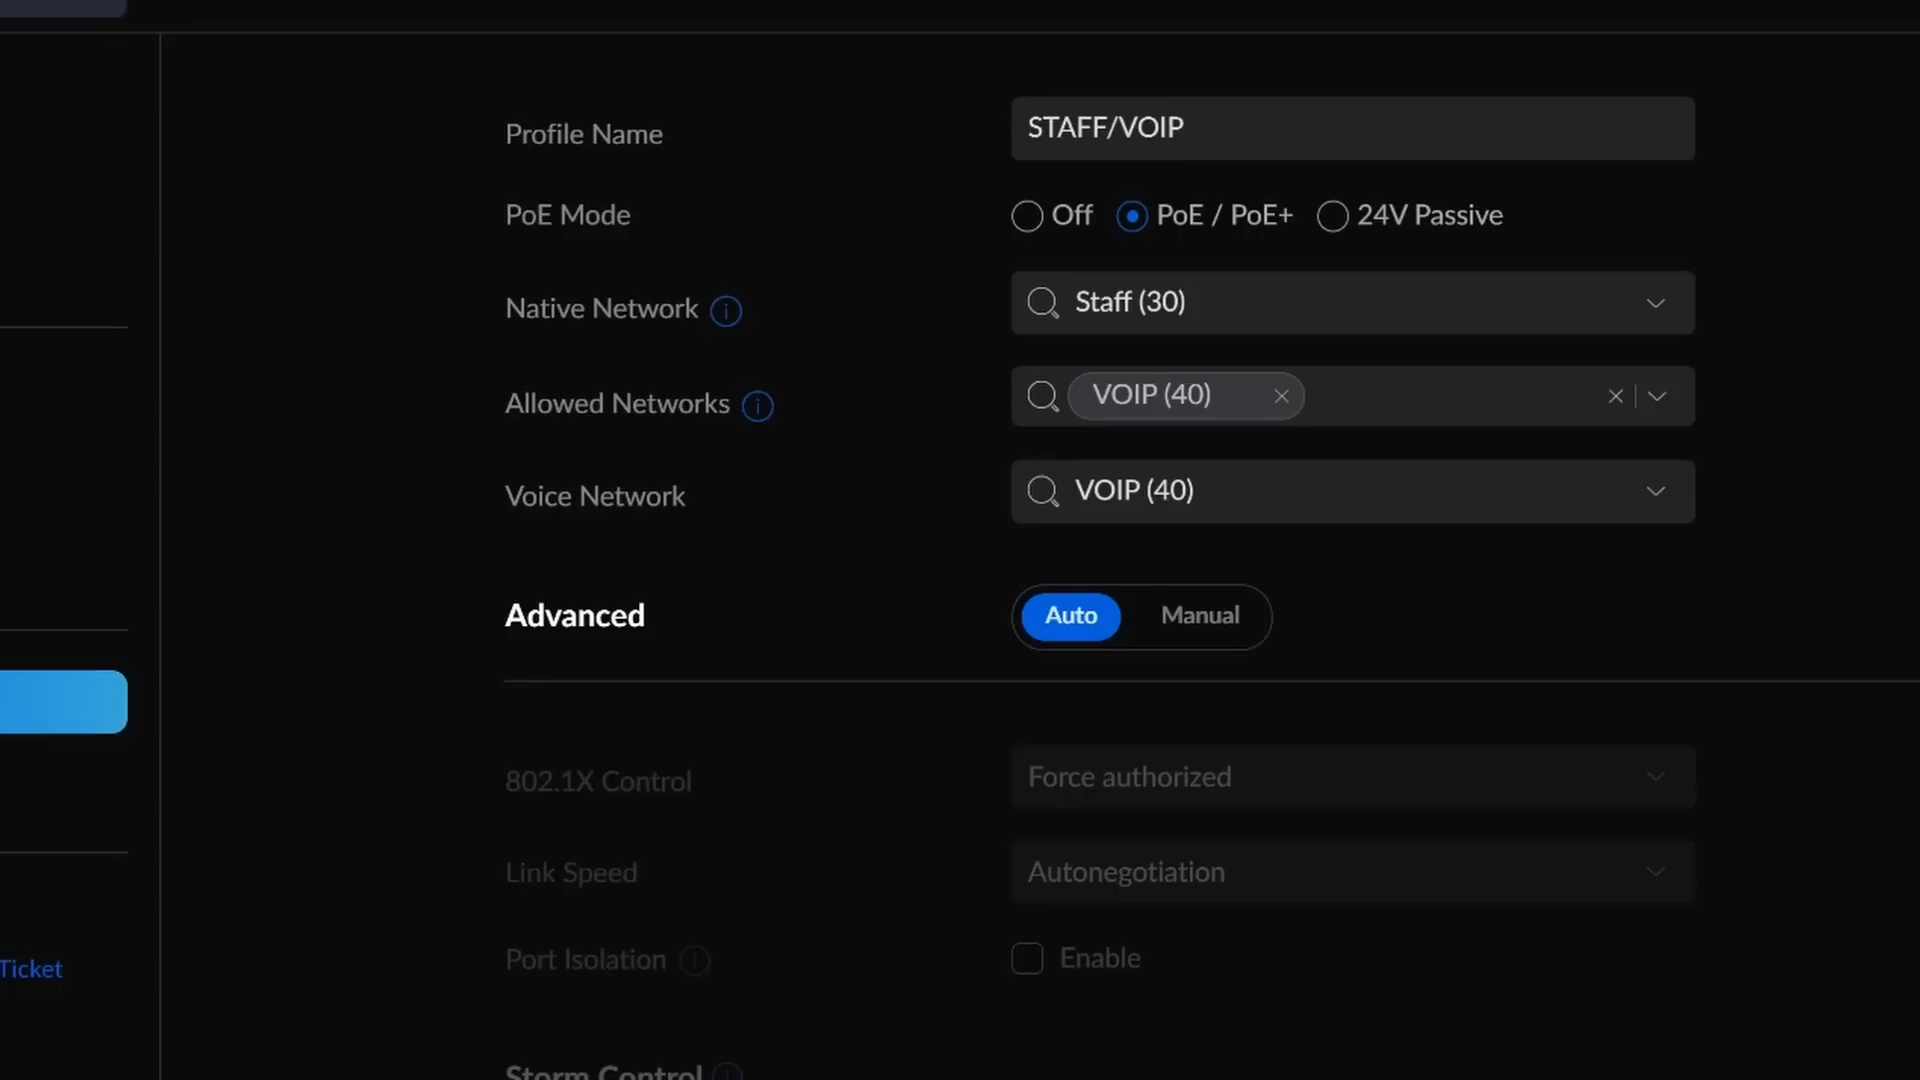 Profile Name
STAFF/VOIP
PoE Mode
Off
PoE / PoE+
24V Passive
Native Network
Staff (30)
Allowed Networks
VOIP (40)
Voice Network
VOIP (40)
Advanced
Auto
Manual
802.1X Control
Force authorized
Link Speed
Autonegotiation
Port Isolation
Enable
Ticket
Storm Control